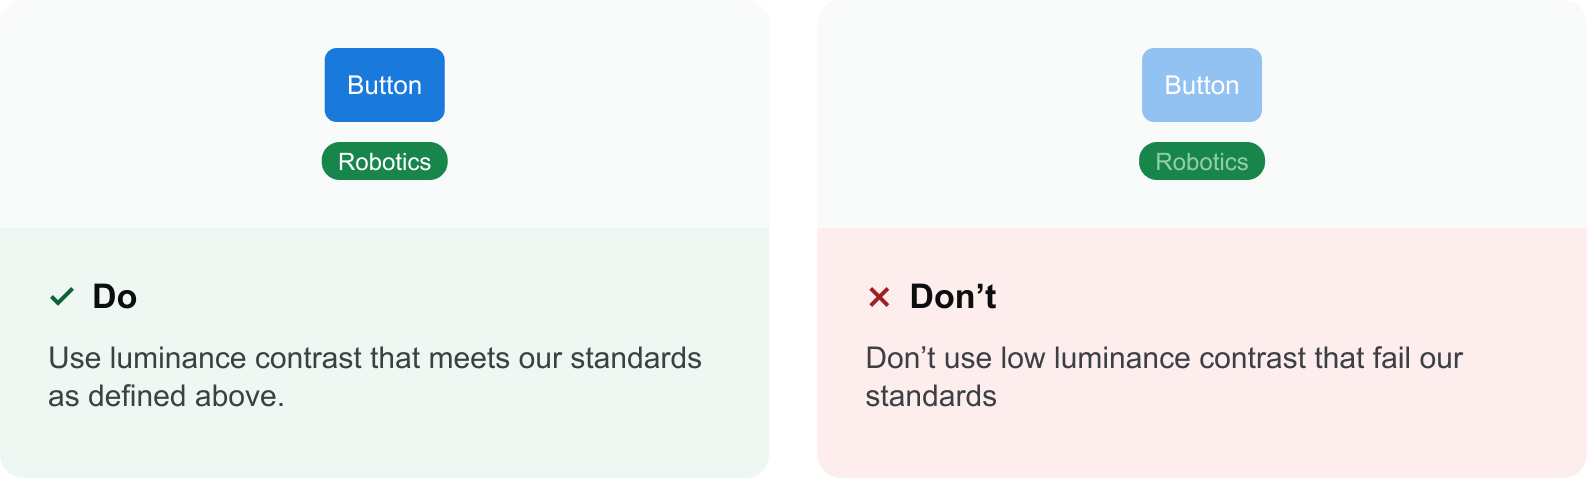 Button
Robotics
Do
Use luminance contrast that meets our standards
as defined above.
Button
Robotics
Don’t
Don’t use low luminance contrast that fail our
standards